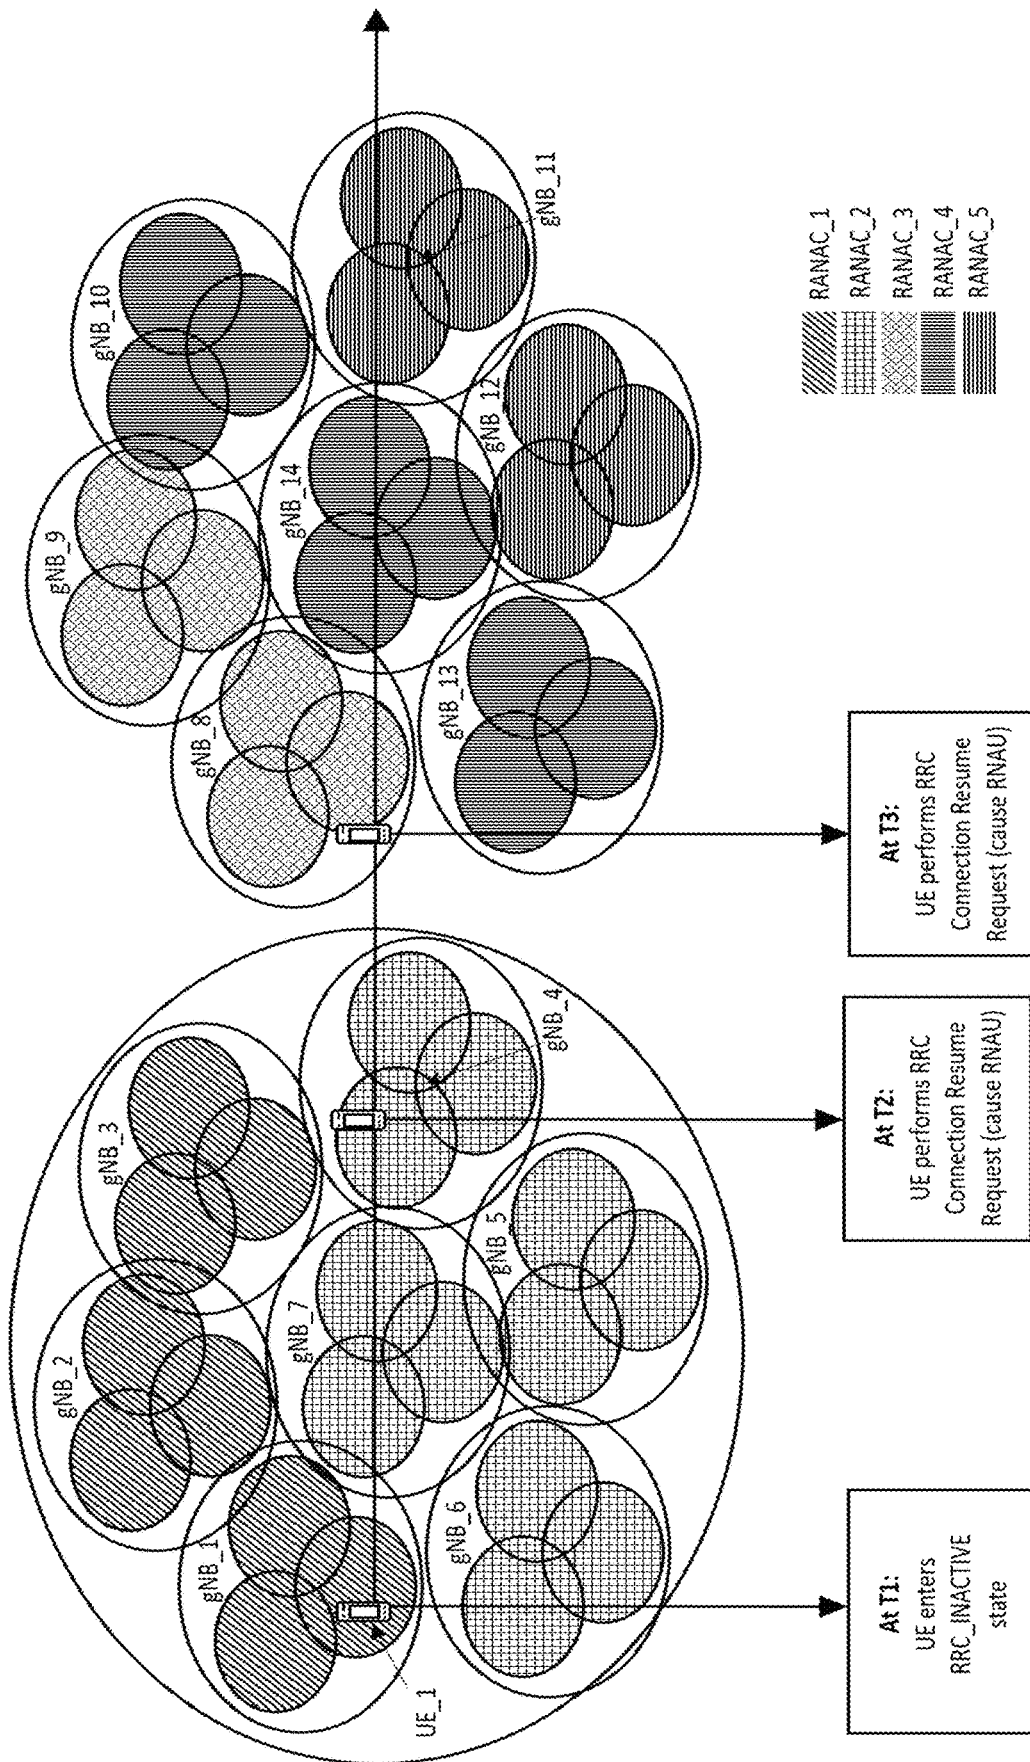 UE_1
gNB_1
gNB_2
gNB_3
gNB_7
gNB_6
gNB_5
gNB_4
gNB_8
gNB_9
gNB_10
gNB_14
gNB_13
gNB_12
gNB_11
At T1:
UE enters
RRC_INACTIVE
state
At T2:
UE performs RRC
Connection Resume
Request (cause RNAU)
At T3:
UE performs RRC
Connection Resume
Request (cause RNAU)
RANAC_1
RANAC_2
RANAC_3
RANAC_4
RANAC_5